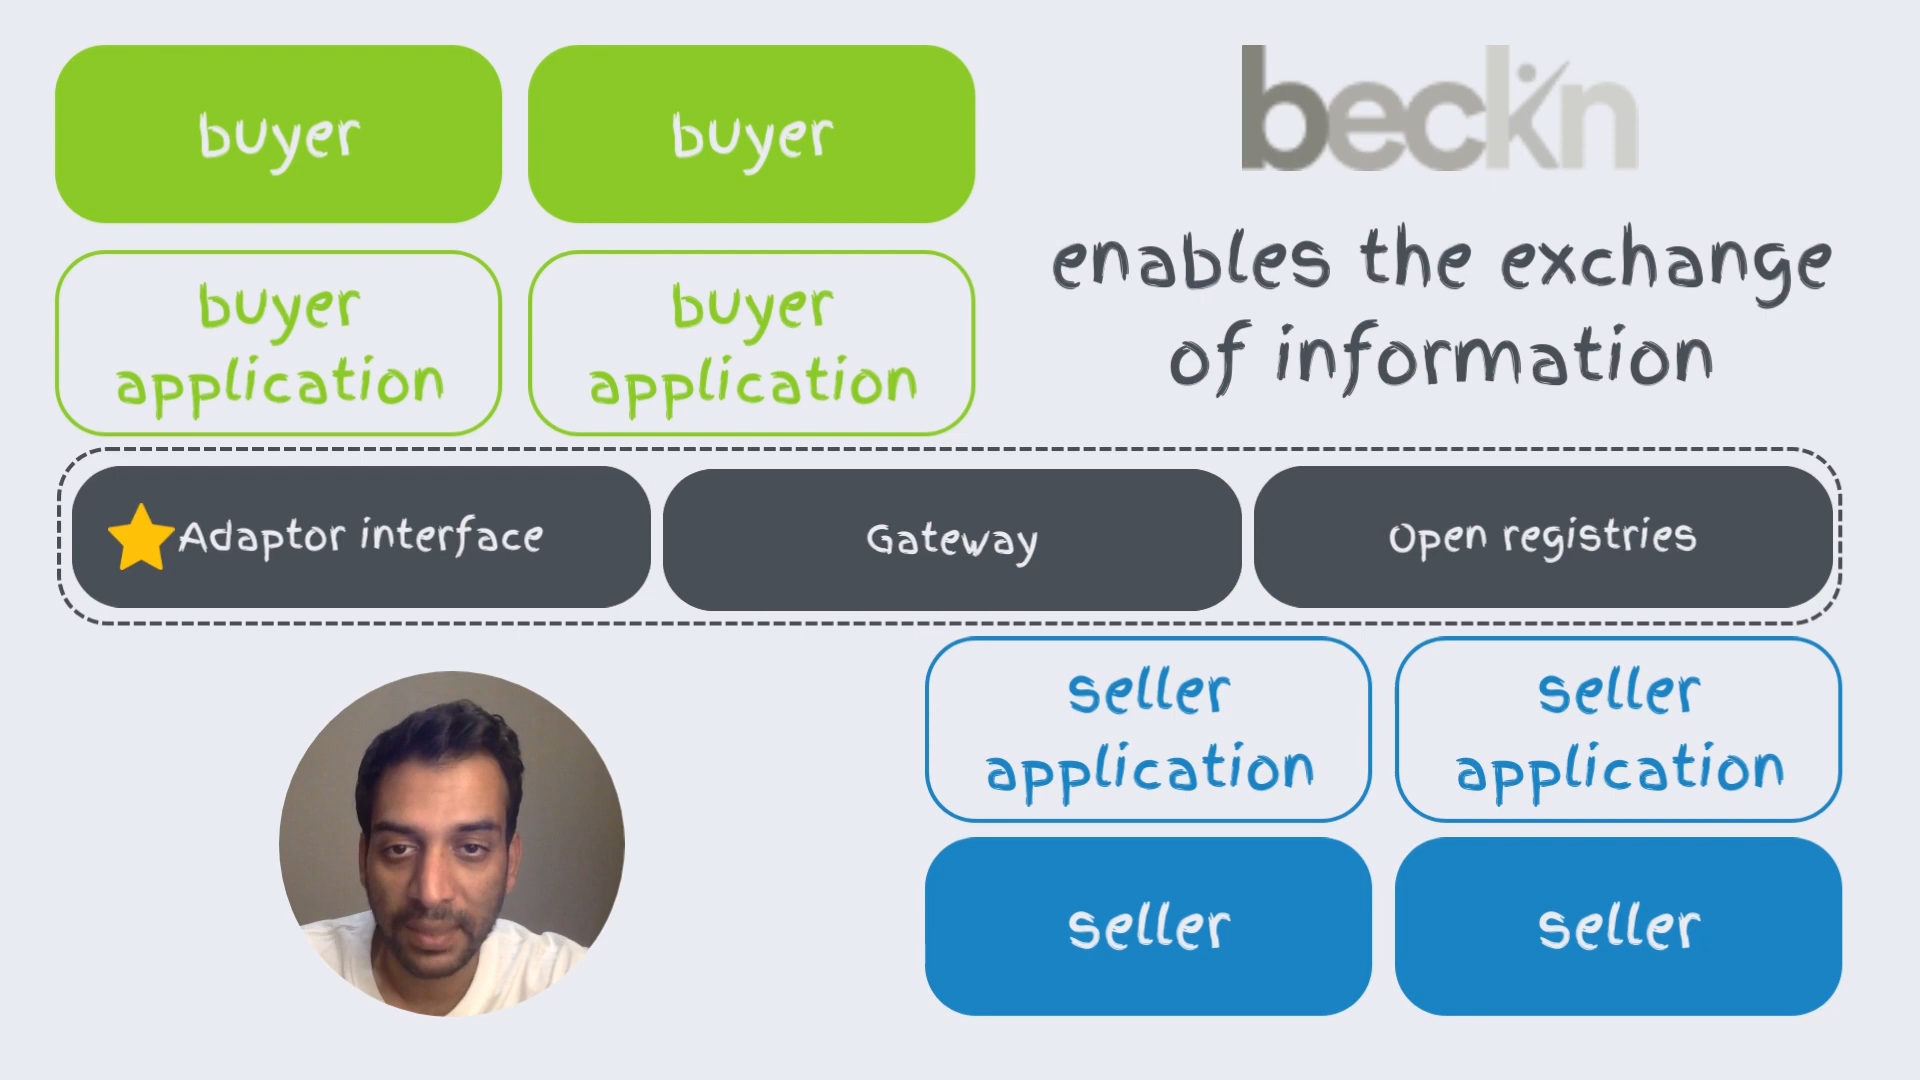 buyer
buyer
beckn
buyer
application
buyer
application
enables the exchange
of information
Adaptor interface
Gateway
Open registries
seller
application
seller
application
seller
seller